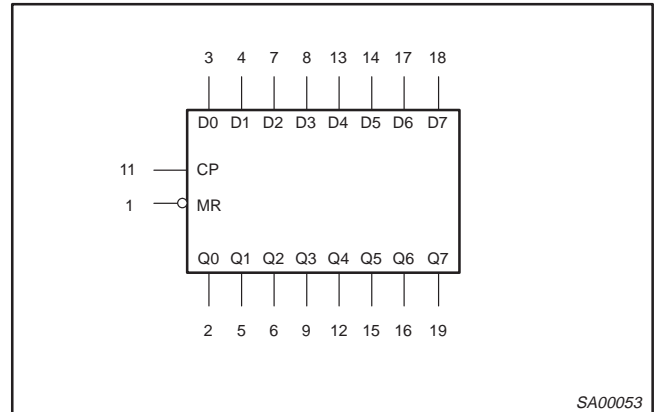 3 4 7 8 13 14 17 18
D0 D1 D2 D3 D4 D5 D6 D7
11 CP
1 MR
Q0 Q1 Q2 Q3 Q4 Q5 Q6 Q7
2 5 6 9 12 15 16 19
SA00053